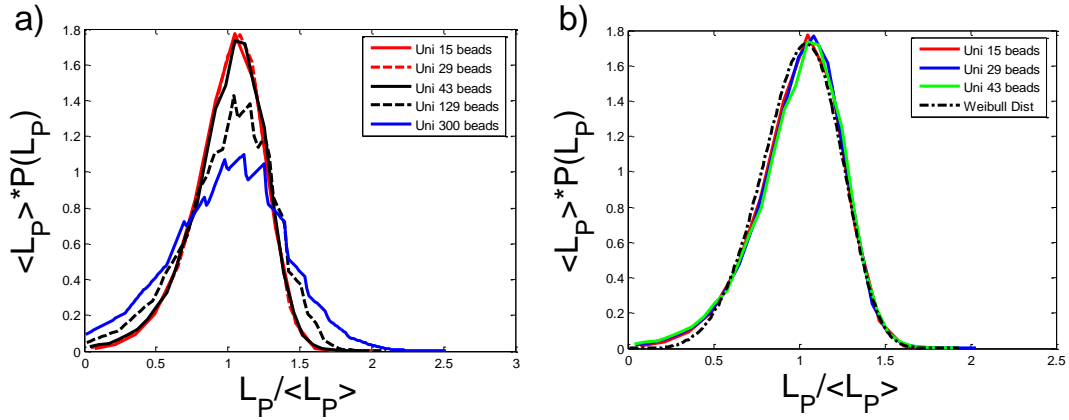 a)
<L_P>*P(L_P)
1.8
1.6
1.4
1.2
1
0.8
0.6
0.4
0.2
0
Uni 15 beads
Uni 29 beads
Uni 43 beads
Uni 129 beads
Uni 300 beads
0 0.5 1 1.5 2 2.5 3
L_P/<L_P>
b)
<L_P>*P(L_P)
1.8
1.6
1.4
1.2
1
0.8
0.6
0.4
0.2
0
Uni 15 beads
Uni 29 beads
Uni 43 beads
Weibull Dist
0 0.5 1 1.5 2 2.5
L_P/<L_P>